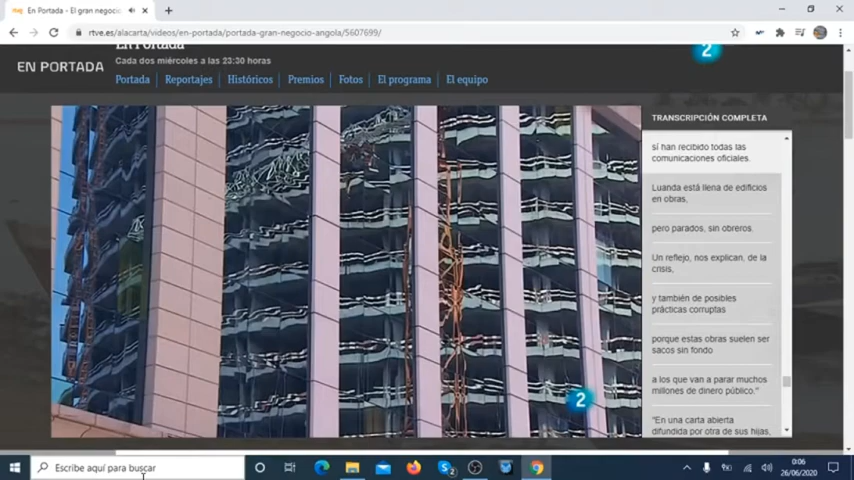 En Portada - El gran negocio
rtve.es/alacarta/videos/en-portada/portada-gran-negocio-angola/5607699/
En Portada
EN PORTADA
Cada dos miércoles a las 23:30 horas
Portada Reportajes Históricos Premios Fotos El programa El equipo
2
TRANSCRIPCIÓN COMPLETA
sí han recibido todas las
comunicaciones oficiales.
Luanda está llena de edificios
en obras,
pero parados, sin obreros.
Un reflejo, nos explican, de la
crisis,
y también de posibles
prácticas corruptas
porque estas obras suelen ser
sacos sin fondo
a los que van a parar muchos
millones de dinero público."
"En una carta abierta
difundida por otra de sus hijas,
2
Escribe aquí para buscar
2
0:06
26/06/2020